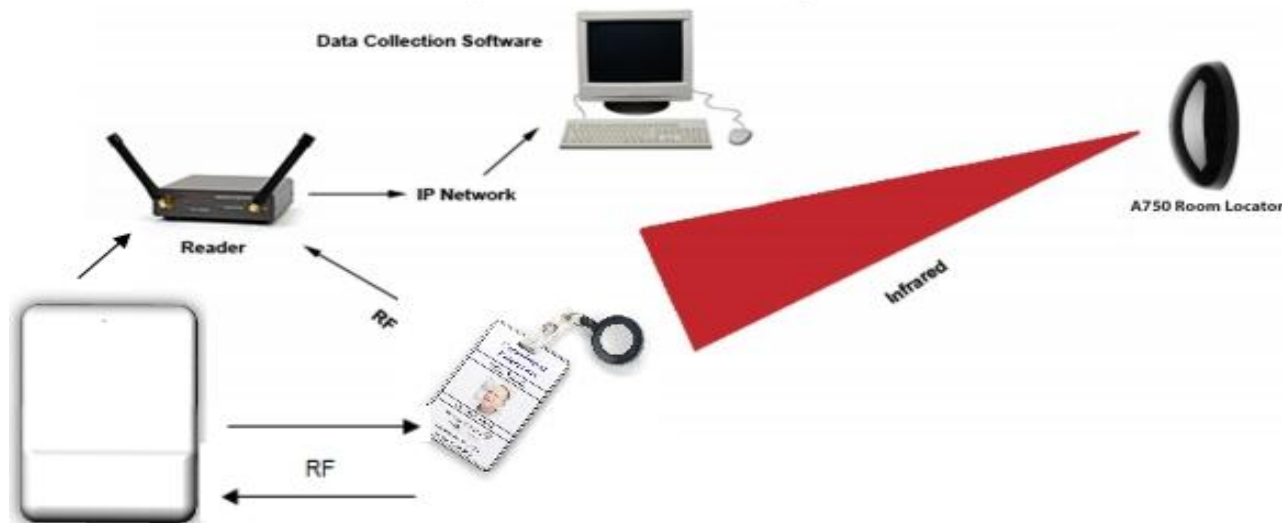 Data Collection Software
IP Network
A750 Room Locator
Reader
Infrared
RF
RF